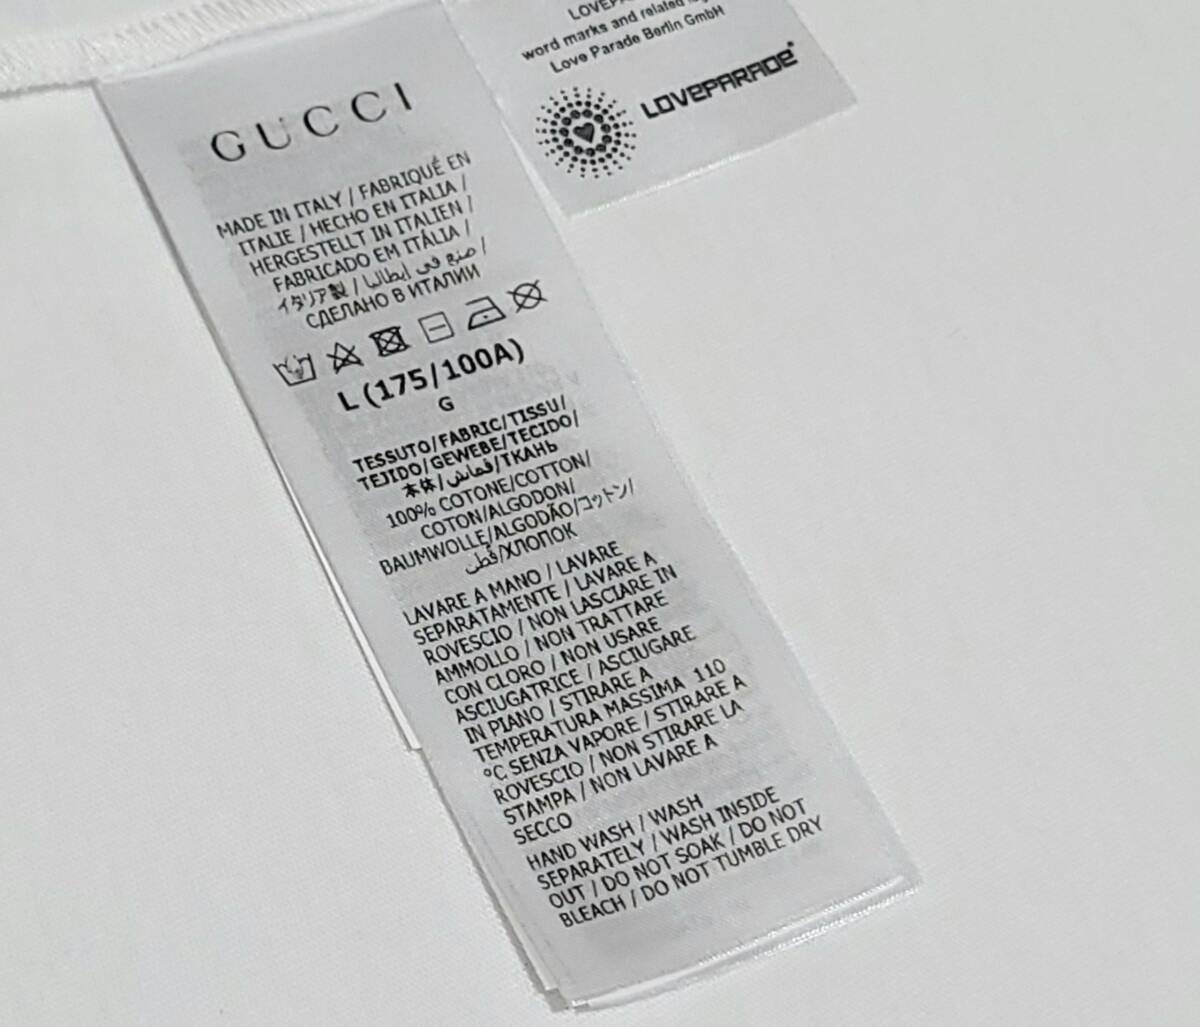 GUCCI
MADE IN ITALY / FABRIQUÉ EN
ITALIE / HECHO EN ITALIA /
HERGESTELLT IN ITALIEN /
FABRICADO EM ITÁLIA /
イタリア製 / صنع في إيطاليا /
СДЕЛАНО В ИТАЛИИ
L (175/100A)
G
TESSUTO/FABRIC/TISSU/
TEJIDO/GEWEBE/TECIDO/
本体/قماش/ТКАНЬ
100% COTONE/COTTON/
COTON/ALGODON/
BAUMWOLLE/ALGODÃO/コットン/
قطن/ХЛОПОК
LAVARE A MANO / LAVARE
SEPARATAMENTE / LAVARE A
ROVESCIO / NON LASCIARE IN
AMMOLLO / NON TRATTARE
CON CLORO / NON USARE
ASCIUGATRICE / ASCIUGARE
IN PIANO / STIRARE A
TEMPERATURA MASSIMA 110
°C SENZA VAPORE / STIRARE A
ROVESCIO / NON STIRARE LA
STAMPA / NON LAVARE A
SECCO
HAND WASH / WASH
SEPARATELY / WASH INSIDE
OUT / DO NOT SOAK / DO NOT
BLEACH / DO NOT TUMBLE DRY
word marks and related
Love Parade Berlin GmbH
LOVEPARADE